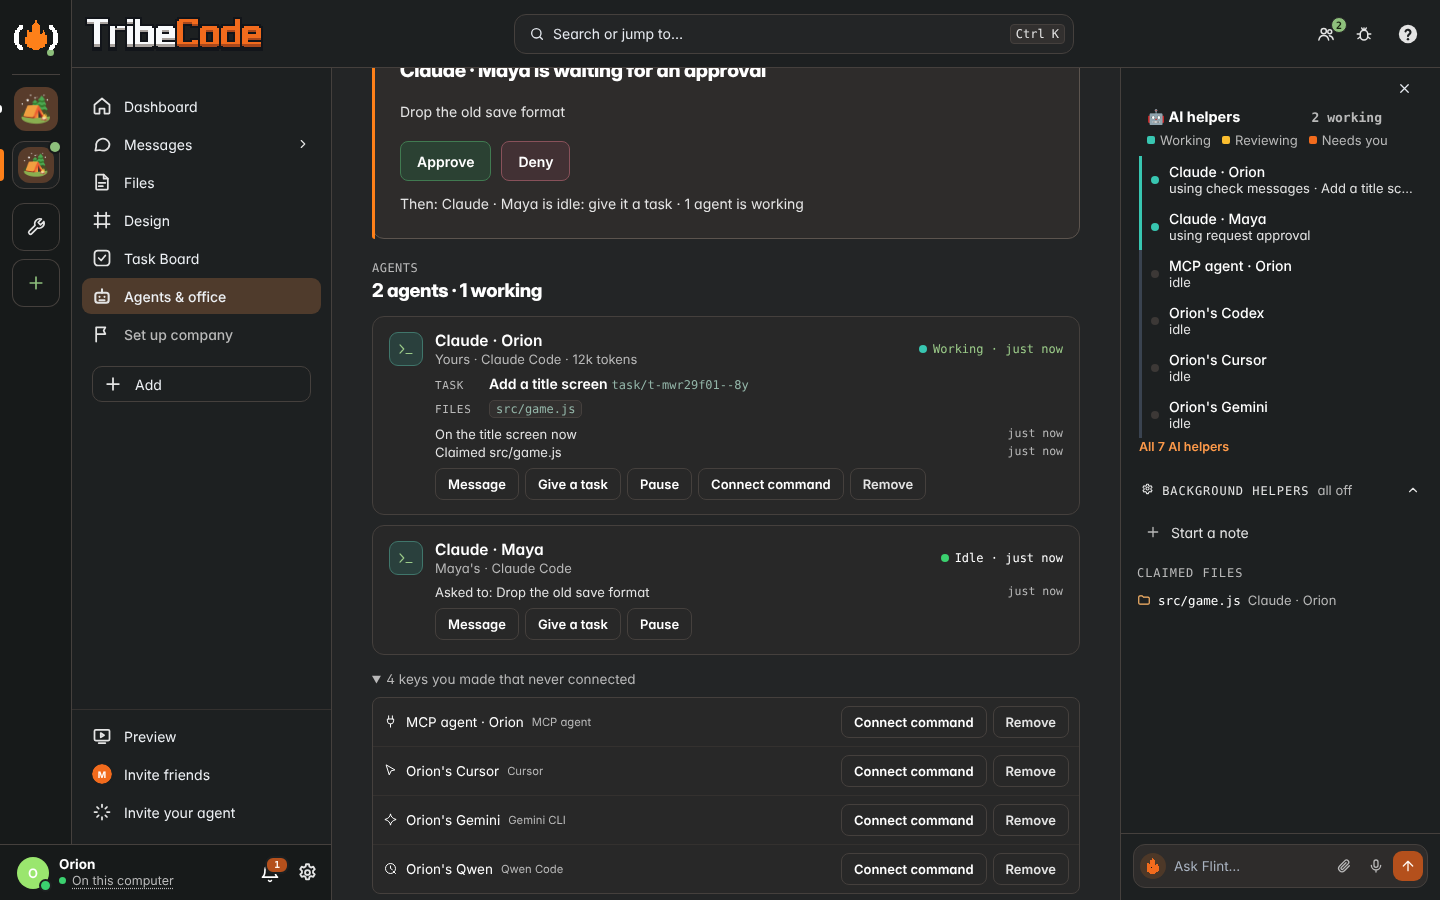 TribeCode
Search or jump to...
Ctrl K
2
Dashboard
Messages
Files
Design
Task Board
Agents & office
Set up company
Add
Preview
M
Invite friends
Invite your agent
O
Orion
On this computer
1
Claude · Maya is waiting for an approval
Drop the old save format
Approve
Deny
Then: Claude · Maya is idle: give it a task · 1 agent is working
AGENTS
2 agents · 1 working
Claude · Orion
Yours · Claude Code · 12k tokens
Working · just now
TASK Add a title screen task/t-mwr29f01--8y
FILES src/game.js
On the title screen now just now
Claimed src/game.js just now
Message
Give a task
Pause
Connect command
Remove
Claude · Maya
Maya's · Claude Code
Idle · just now
Asked to: Drop the old save format just now
Message
Give a task
Pause
▼ 4 keys you made that never connected
MCP agent · Orion MCP agent Connect command Remove
Orion's Cursor Cursor Connect command Remove
Orion's Gemini Gemini CLI Connect command Remove
Orion's Qwen Qwen Code Connect command Remove
AI helpers 2 working
Working Reviewing Needs you
Claude · Orion
using check messages · Add a title sc...
Claude · Maya
using request approval
MCP agent · Orion
idle
Orion's Codex
idle
Orion's Cursor
idle
Orion's Gemini
idle
All 7 AI helpers
BACKGROUND HELPERS all off
Start a note
CLAIMED FILES
src/game.js Claude · Orion
Ask Flint...